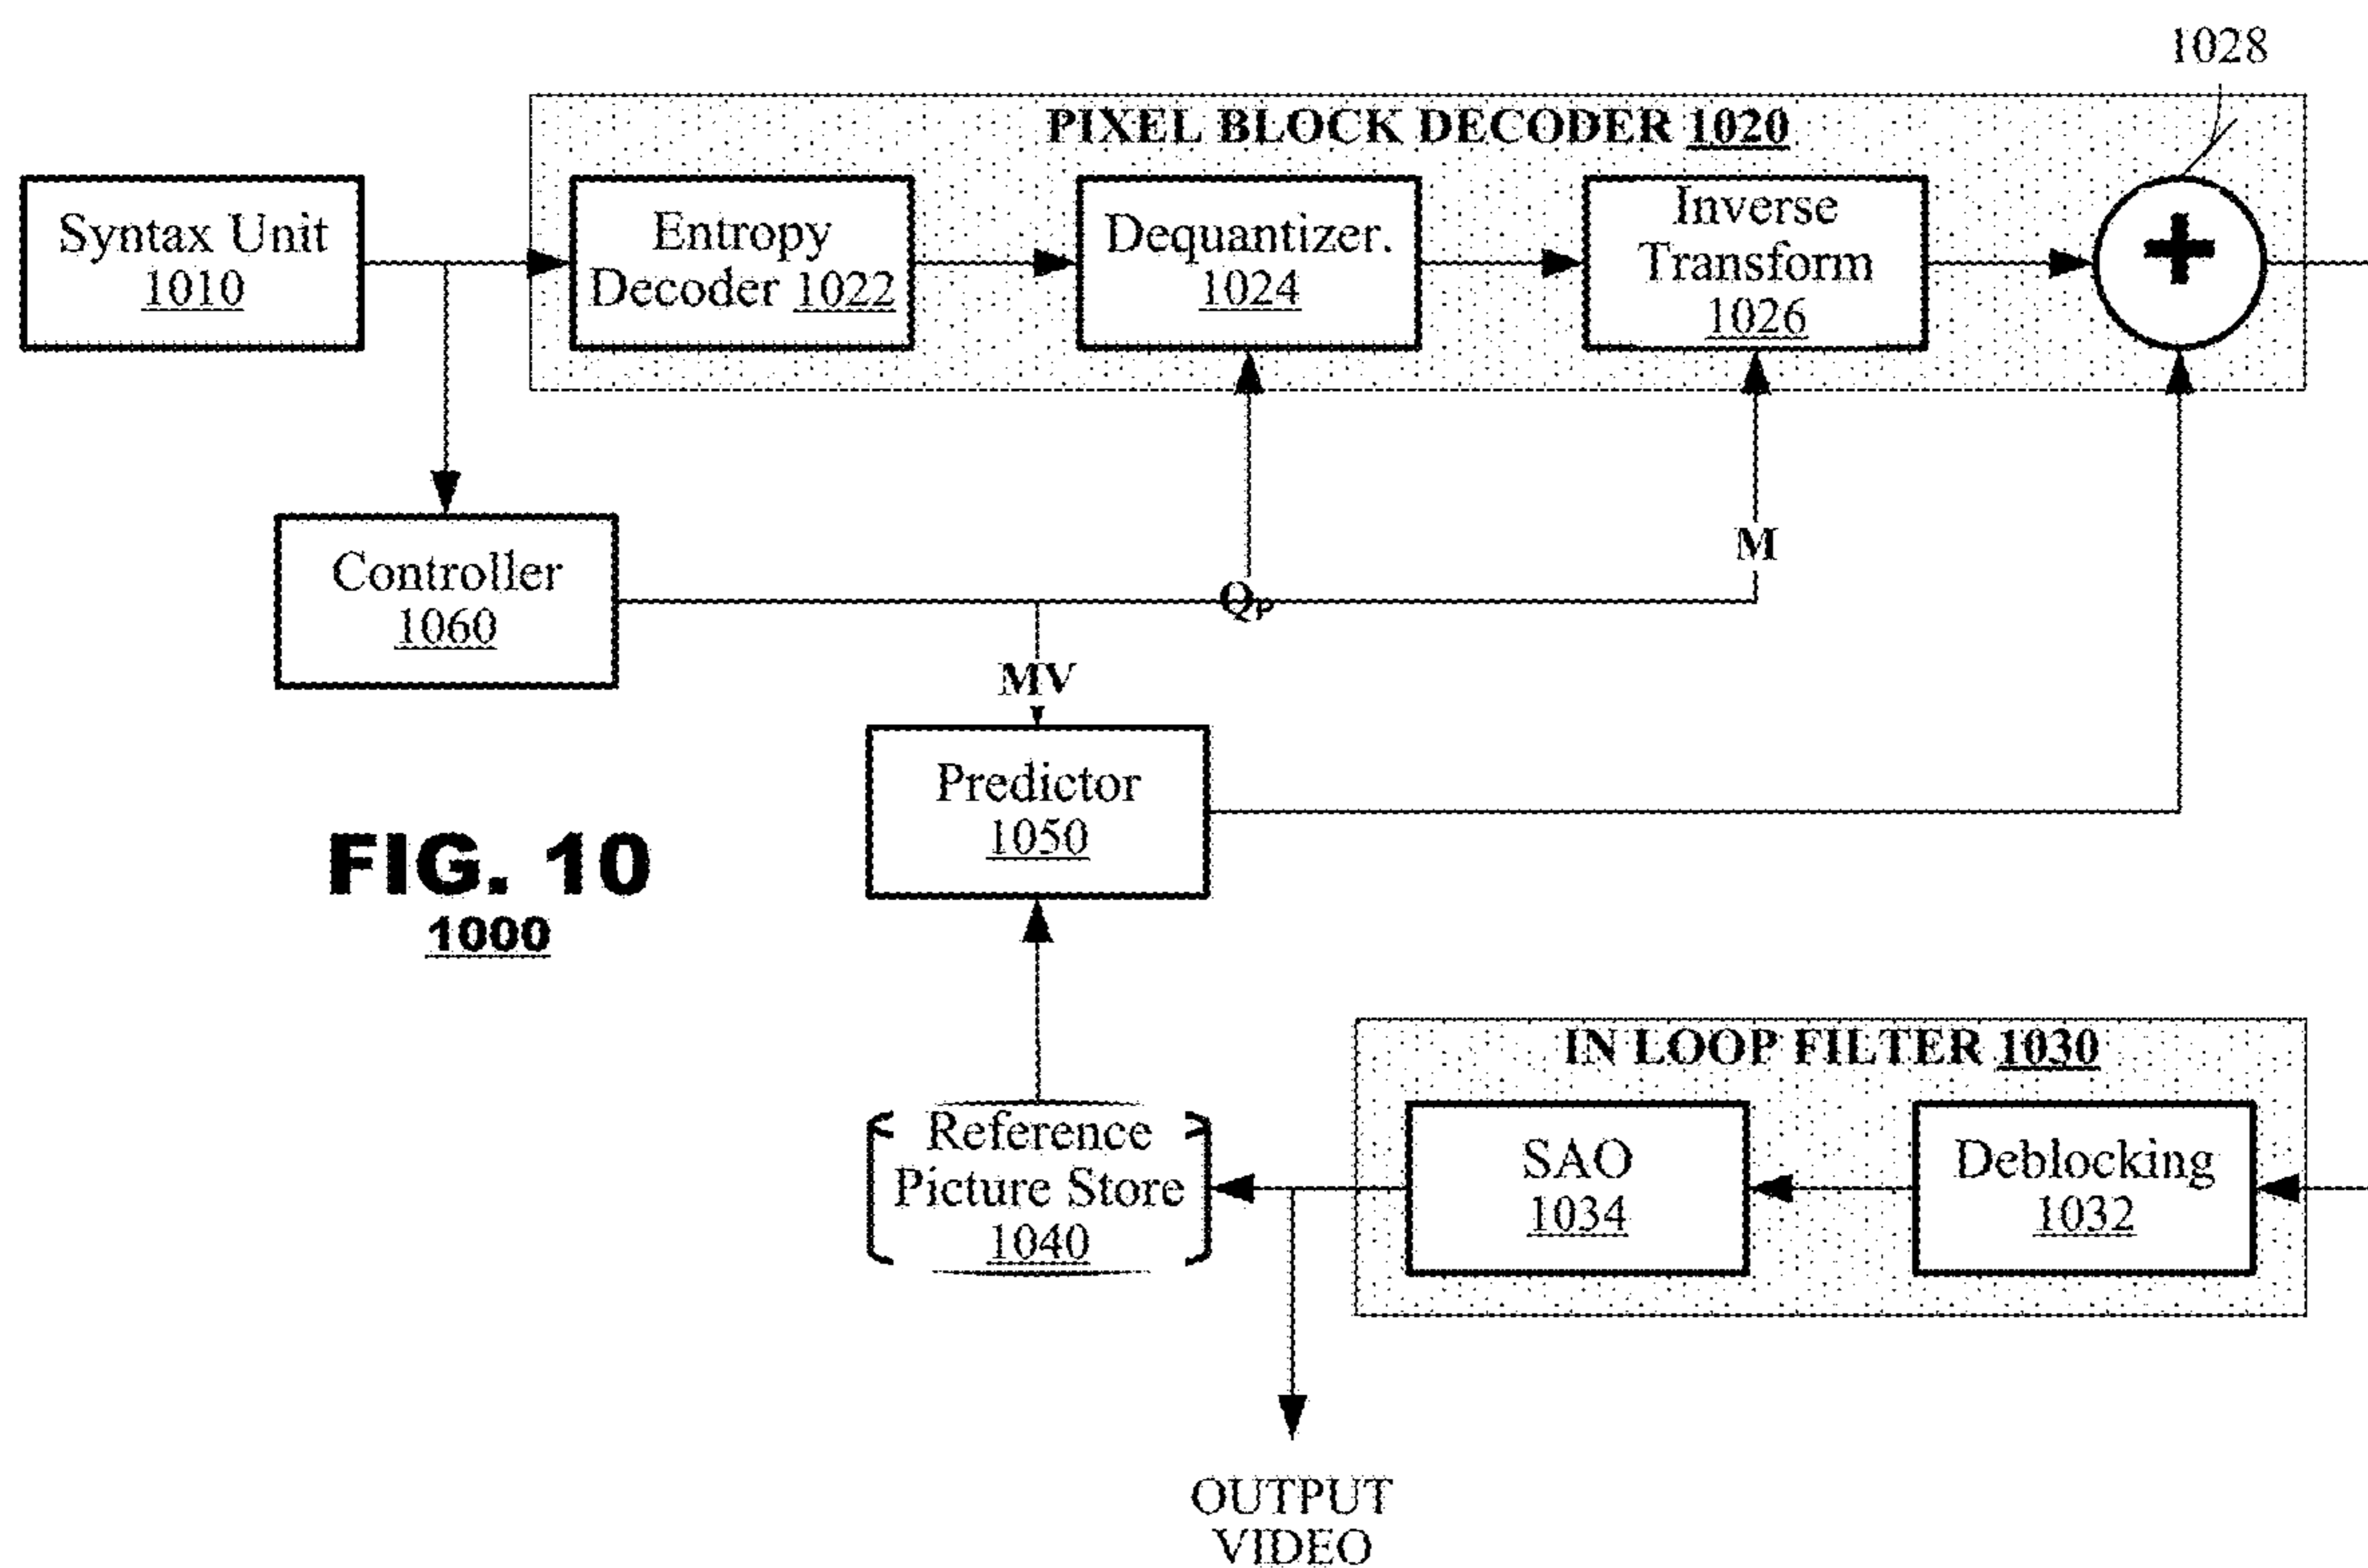 1028
PIXEL BLOCK DECODER 1020
Syntax Unit
1010
Entropy
Decoder 1022
Dequantizer.
1024
Inverse
Transform
1026
+
Controller
1060
QP
M
MV
Predictor
1050
FIG. 10
1000
IN LOOP FILTER 1030
Reference
Picture Store
1040
SAO
1034
Deblocking
1032
OUTPUT
VIDEO